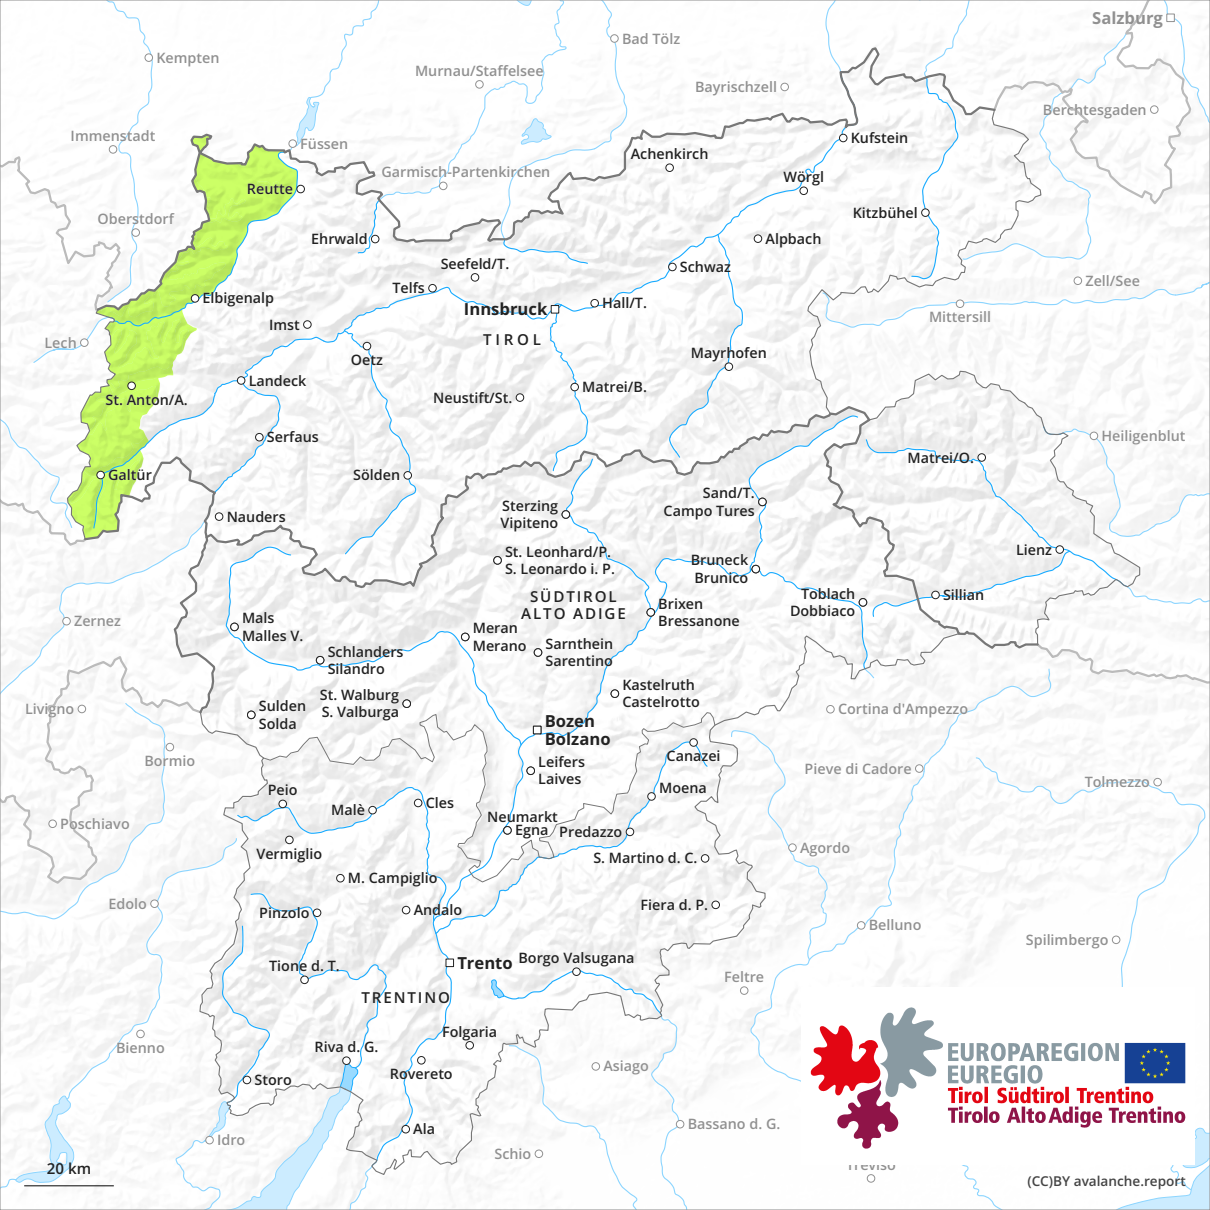 Salzburg
Bad Tölz
Kempten
Murnau/Staffelsee
Bayrischzell
Berchtesgaden
Immenstadt
Füssen
Kufstein
Achenkirch
Garmisch-Partenkirchen
Wörgl
Reutte
Oberstdorf
Kitzbühel
Ehrwald
Alpbach
Seefeld/T.
Schwaz
Telfs
Zell/See
Elbigenalp
Hall/T.
Innsbruck
Mittersill
Imst
TIROL
Lech
Oetz
Mayrhofen
Landeck
Matrei/B.
St. Anton/A.
Neustift/St.
Serfaus
Heiligenblut
Matrei/O.
Galtür
Sölden
Sand/T.
Campo Tures
Sterzing
Vipiteno
Nauders
St. Leonhard/P.
S. Leonardo i. P.
Lienz
Bruneck
Brunico
SÜDTIROL
ALTO ADIGE
Toblach
Dobbiaco
Sillian
Brixen
Bressanone
Zernez
Mals
Malles V.
Meran
Merano
Sarnthein
Sarentino
Schlanders
Silandro
Kastelruth
Castelrotto
St. Walburg
S. Valburga
Livigno
Sulden
Solda
Cortina d'Ampezzo
Bozen
Bolzano
Bormio
Canazei
Leifers
Laives
Pieve di Cadore
Tolmezzo
Peio
Moena
Malè
Cles
Neumarkt
Egna
Predazzo
Poschiavo
Vermiglio
Agordo
S. Martino d. C.
M. Campiglio
Edolo
Pinzolo
Andalo
Fiera d. P.
Belluno
Spilimbergo
Trento
Borgo Valsugana
Tione d. T.
Feltre
TRENTINO
Folgaria
Bienno
Riva d. G.
Rovereto
Asiago
Storo
EUROPAREGION
EUREGIO
Tirol Südtirol Trentino
Tirolo Alto Adige Trentino
Ala
Bassano d. G.
Idro
Schio
Treviso
20 km
(CC)BY avalanche.report